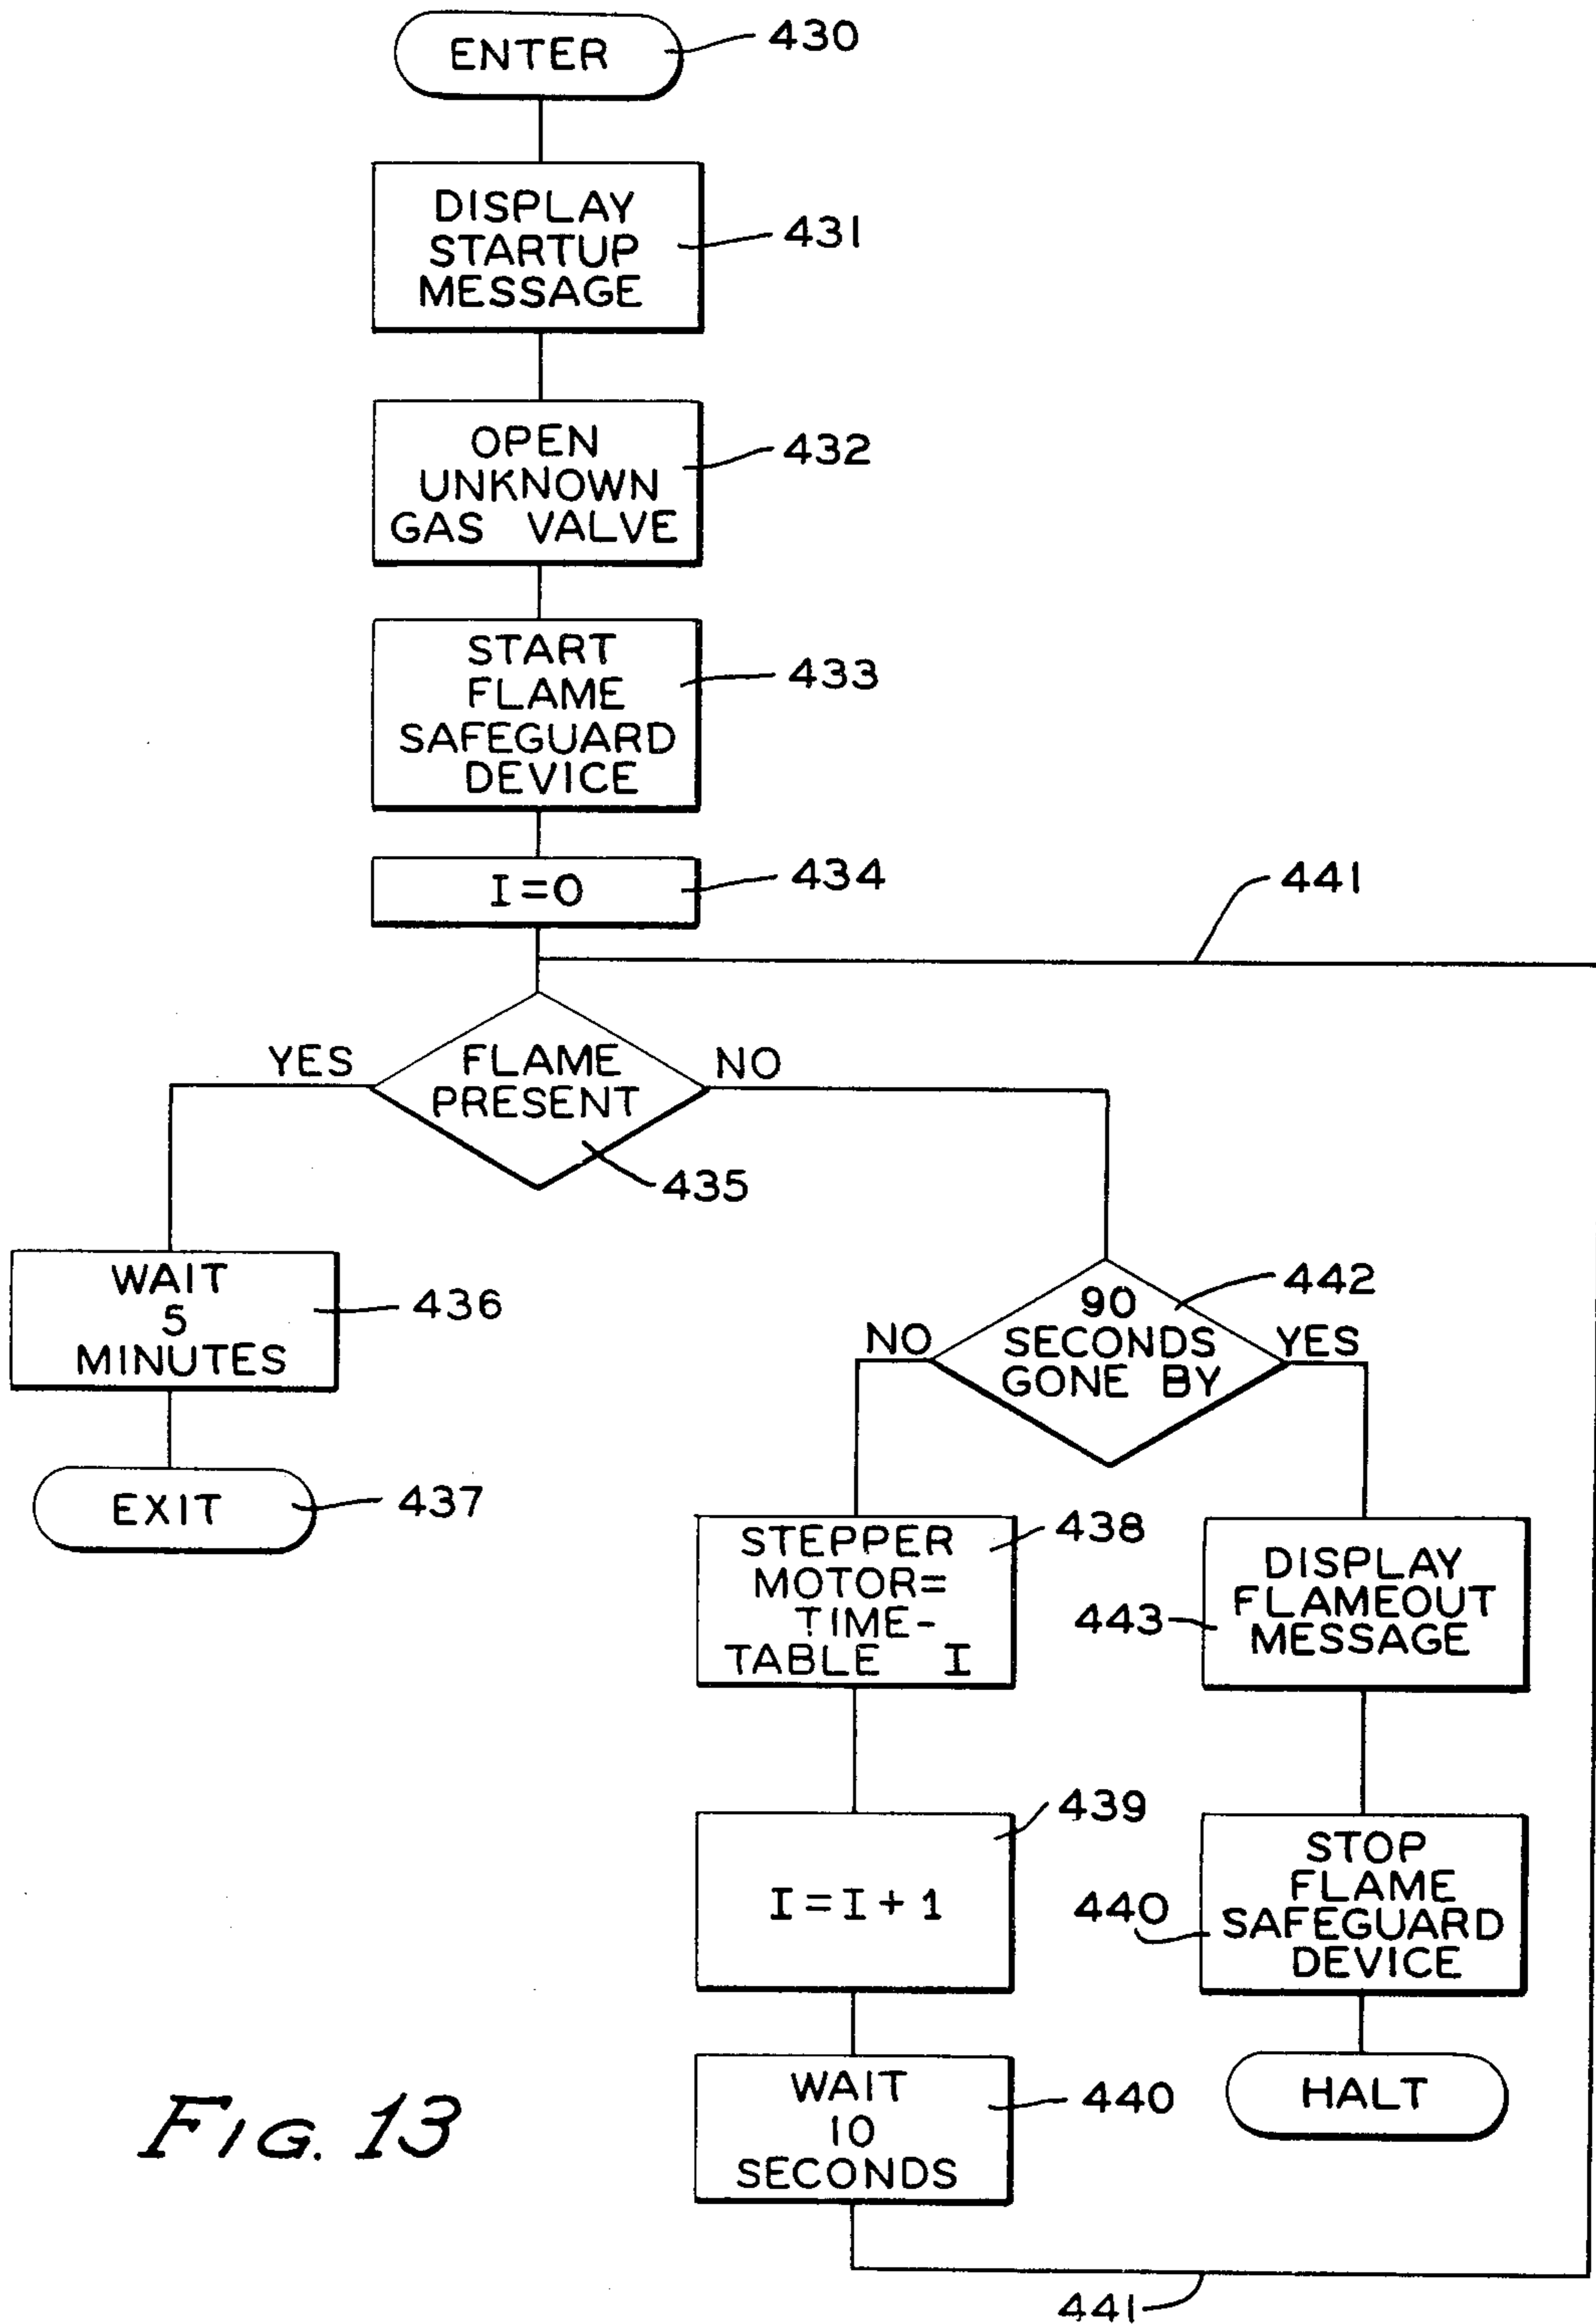 ENTER
430
DISPLAY
STARTUP
MESSAGE
431
OPEN
UNKNOWN
GAS VALVE
432
START
FLAME
SAFEGUARD
DEVICE
433
I=0
434
441
YES
FLAME
PRESENT
NO
435
WAIT
5
MINUTES
436
EXIT
437
NO
90
SECONDS
GONE BY
YES
442
STEPPER
MOTOR=
TIME-
TABLE I
438
DISPLAY
FLAMEOUT
MESSAGE
443
I=I+1
439
STOP
FLAME
SAFEGUARD
DEVICE
440
WAIT
10
SECONDS
440
HALT
441
FIG. 13